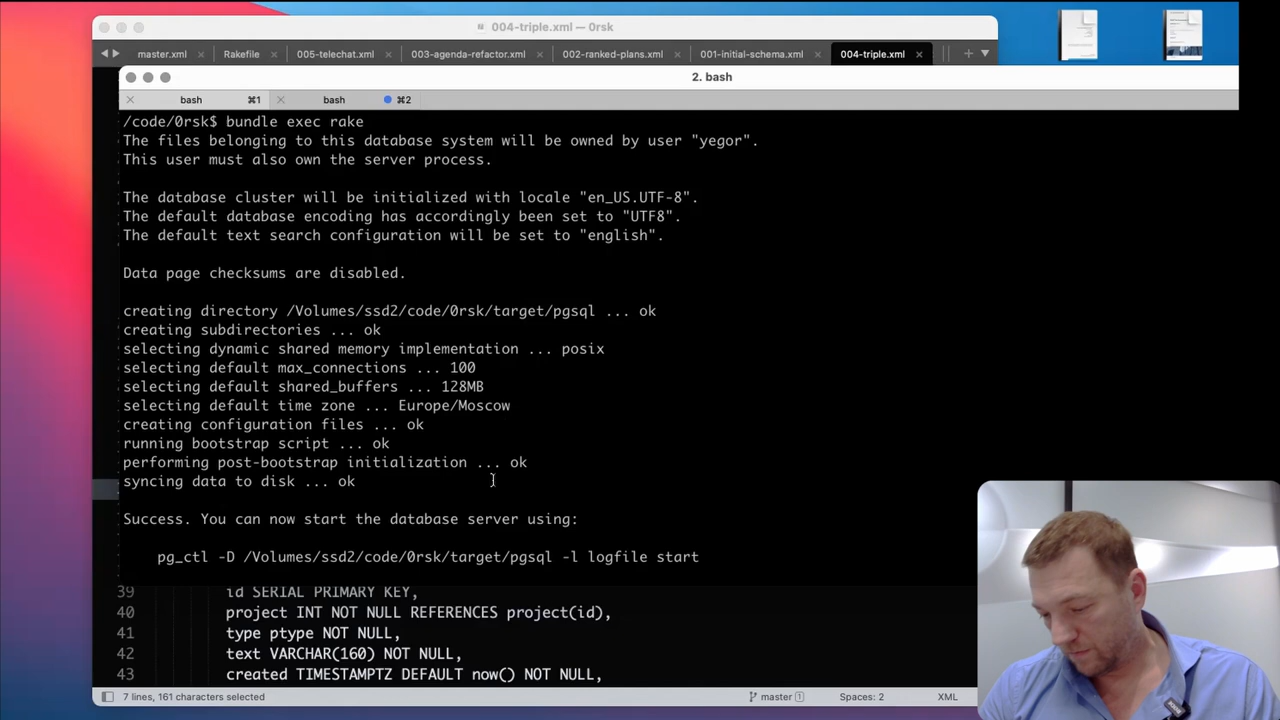 004-triple.xml — 0rsk
master.xml
Rakefile
005-telechat.xml
003-agenda-refactor.xml
002-ranked-plans.xml
001-initial-schema.xml
004-triple.xml
2. bash
bash ⌘1
bash ⌘2
/code/0rsk$ bundle exec rake
The files belonging to this database system will be owned by user "yegor".
This user must also own the server process.
The database cluster will be initialized with locale "en_US.UTF-8".
The default database encoding has accordingly been set to "UTF8".
The default text search configuration will be set to "english".
Data page checksums are disabled.
creating directory /Volumes/ssd2/code/0rsk/target/pgsql ... ok
creating subdirectories ... ok
selecting dynamic shared memory implementation ... posix
selecting default max_connections ... 100
selecting default shared_buffers ... 128MB
selecting default time zone ... Europe/Moscow
creating configuration files ... ok
running bootstrap script ... ok
performing post-bootstrap initialization ... ok
syncing data to disk ... ok
Success. You can now start the database server using:
pg_ctl -D /Volumes/ssd2/code/0rsk/target/pgsql -l logfile start
39 id SERIAL PRIMARY KEY,
40 project INT NOT NULL REFERENCES project(id),
41 type ptype NOT NULL,
42 text VARCHAR(160) NOT NULL,
43 created TIMESTAMPTZ DEFAULT now() NOT NULL,
7 lines, 161 characters selected
master 1
Spaces: 2
XML